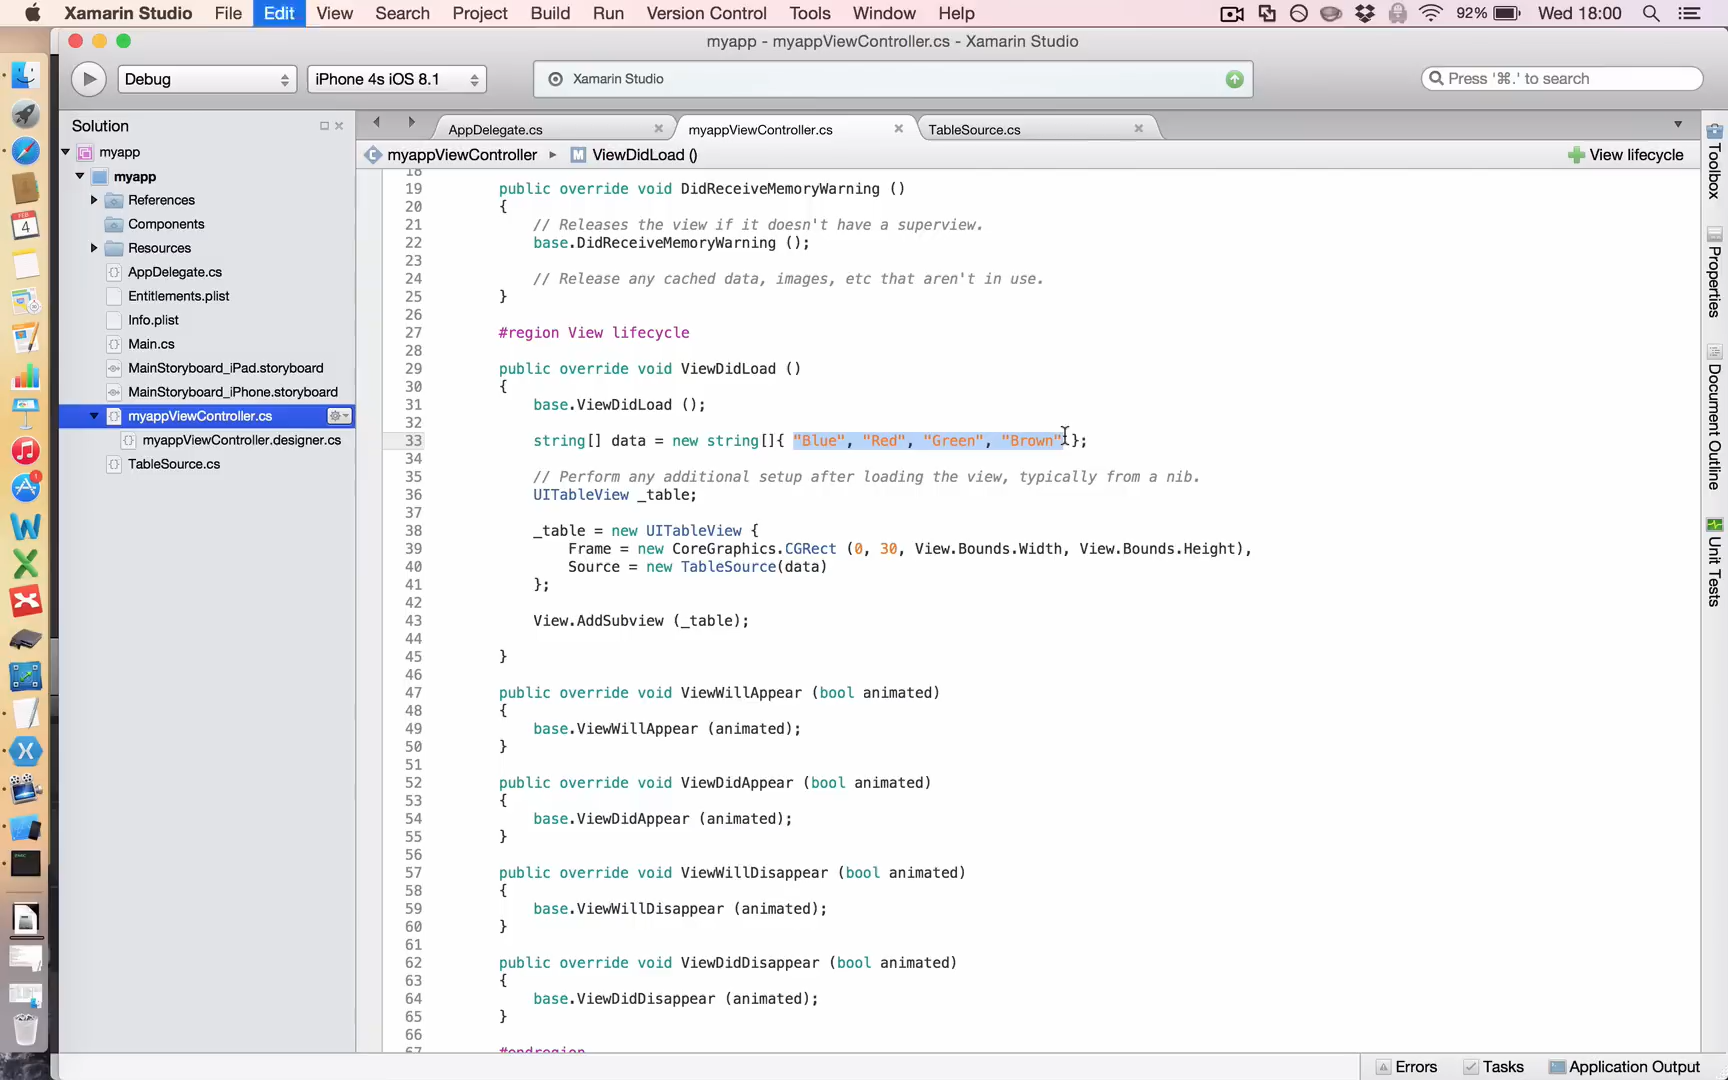 Xamarin Studio File Edit View Search Project Build Run Version Control Tools Window Help 92% Wed 18:00
myapp - myappViewController.cs - Xamarin Studio
Debug iPhone 4s iOS 8.1 Xamarin Studio Press '⌘.' to search
Solution
myapp
myapp
References
Components
Resources
AppDelegate.cs
Entitlements.plist
Info.plist
Main.cs
MainStoryboard_iPad.storyboard
MainStoryboard_iPhone.storyboard
myappViewController.cs
myappViewController.designer.cs
TableSource.cs
AppDelegate.cs myappViewController.cs TableSource.cs
myappViewController ViewDidLoad () View lifecycle
18
19 public override void DidReceiveMemoryWarning ()
20 {
21 // Releases the view if it doesn't have a superview.
22 base.DidReceiveMemoryWarning ();
23
24 // Release any cached data, images, etc that aren't in use.
25 }
26
27 #region View lifecycle
28
29 public override void ViewDidLoad ()
30 {
31 base.ViewDidLoad ();
32
33 string[] data = new string[]{ "Blue", "Red", "Green", "Brown" };
34
35 // Perform any additional setup after loading the view, typically from a nib.
36 UITableView _table;
37
38 _table = new UITableView {
39 Frame = new CoreGraphics.CGRect (0, 30, View.Bounds.Width, View.Bounds.Height),
40 Source = new TableSource(data)
41 };
42
43 View.AddSubview (_table);
44
45 }
46
47 public override void ViewWillAppear (bool animated)
48 {
49 base.ViewWillAppear (animated);
50 }
51
52 public override void ViewDidAppear (bool animated)
53 {
54 base.ViewDidAppear (animated);
55 }
56
57 public override void ViewWillDisappear (bool animated)
58 {
59 base.ViewWillDisappear (animated);
60 }
61
62 public override void ViewDidDisappear (bool animated)
63 {
64 base.ViewDidDisappear (animated);
65 }
66
67 #endregion
Toolbox
Properties
Document Outline
Unit Tests
Errors Tasks Application Output